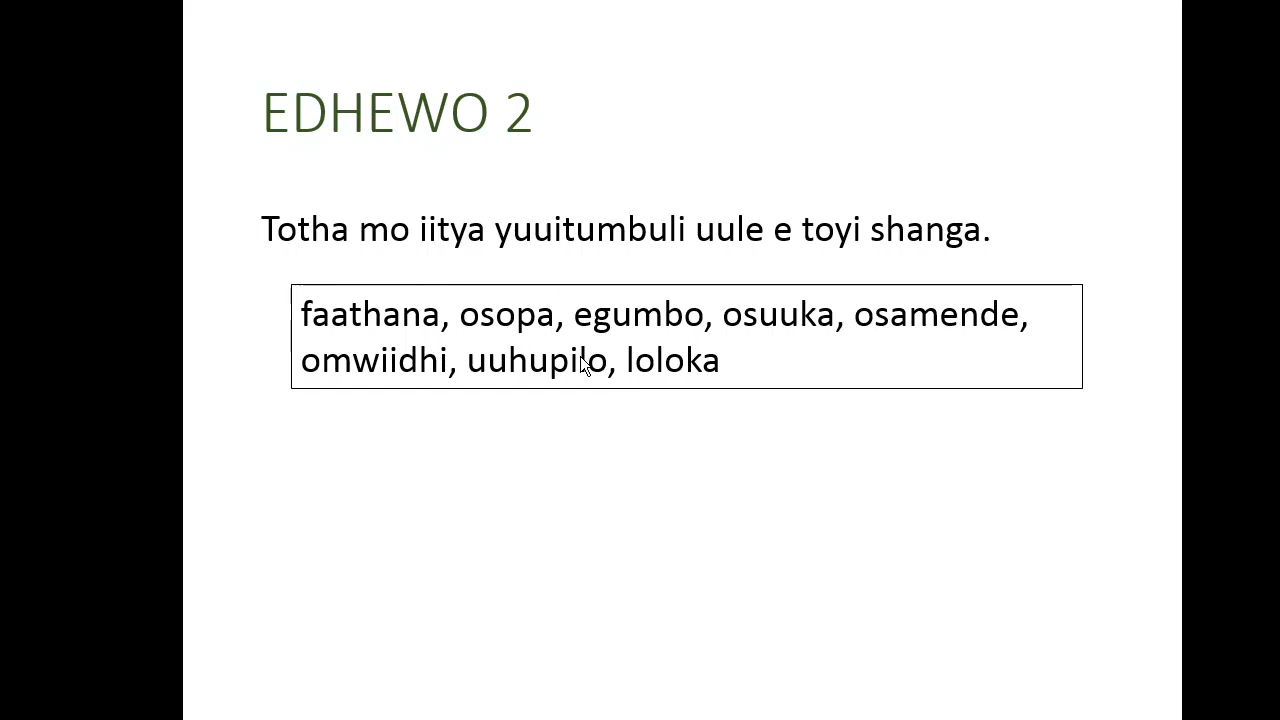 EDHEWO 2
Totha mo iitya yuuitumbuli uule e toyi shanga.
faathana, osopa, egumbo, osuuka, osamende,
omwiidhi, uuhupilo, loloka